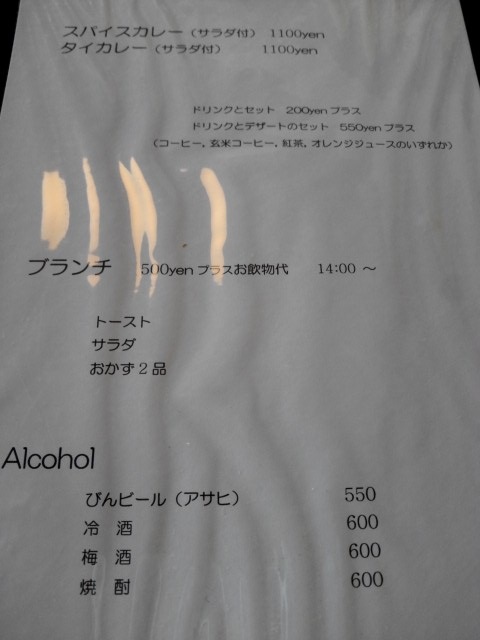 スパイスカレー（サラダ付） 1100yen
タイカレー（サラダ付） 1100yen
ドリンクとセット 200yen プラス
ドリンクとデザートのセット 550yen プラス
（コーヒー, 玄米コーヒー, 紅茶, オレンジジュースのいずれか）
ブランチ 500yen プラスお飲物代 14:00 ～
トースト
サラダ
おかず２品
Alcohol
びんビール（アサヒ） 550
冷 酒 600
梅 酒 600
焼 酎 600